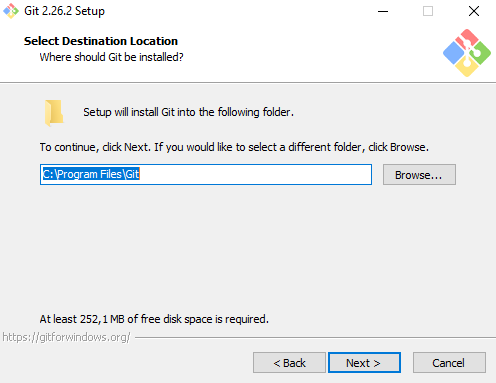 Git 2.26.2 Setup
Select Destination Location
Where should Git be installed?
Setup will install Git into the following folder.
To continue, click Next. If you would like to select a different folder, click Browse.
C:\Program Files\Git
Browse...
At least 252,1 MB of free disk space is required.
https://gitforwindows.org/
< Back
Next >
Cancel